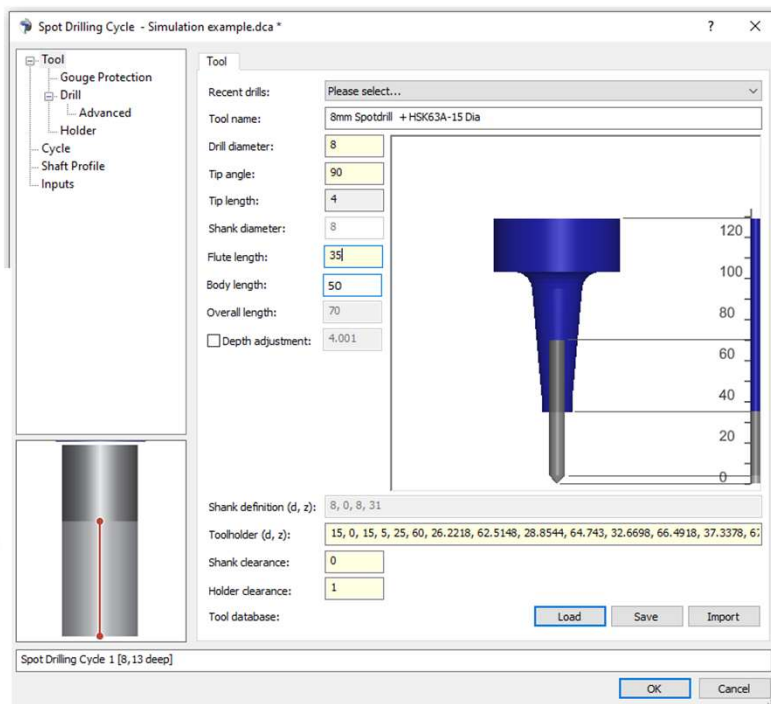 Spot Drilling Cycle - Simulation example.dca *
?
Tool
Gouge Protection
Drill
Advanced
Holder
Cycle
Shaft Profile
Inputs
Tool
Recent drills: Please select...
Tool name: 8mm Spotdrill + HSK63A-15 Dia
Drill diameter: 8
Tip angle: 90
Tip length: 4
Shank diameter: 8
Flute length: 35
Body length: 50
Overall length: 70
Depth adjustment: 4.001
120
100
80
60
40
20
0
Shank definition (d, z): 8, 0, 8, 31
Toolholder (d, z): 15, 0, 15, 5, 25, 60, 26.2218, 62.5148, 28.8544, 64.743, 32.6698, 66.4918, 37.3378,
Shank clearance: 0
Holder clearance: 1
Tool database: Load Save Import
Spot Drilling Cycle 1 [8,13 deep]
OK Cancel